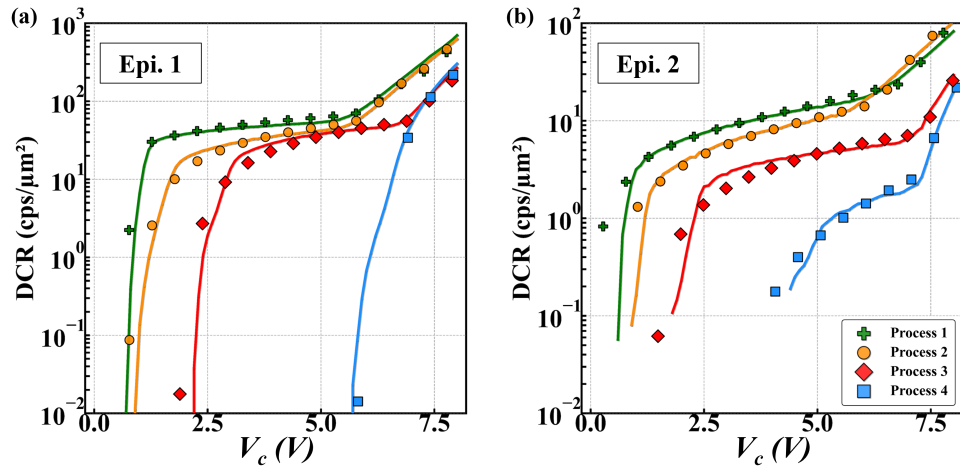 (a)
Epi. 1
DCR (cps/µm²)
10³
10²
10¹
10⁰
10⁻¹
10⁻²
0.0 2.5 5.0 7.5
V_c (V)
(b)
Epi. 2
DCR (cps/µm²)
10²
10¹
10⁰
10⁻¹
10⁻²
0.0 2.5 5.0 7.5
V_c (V)
Process 1
Process 2
Process 3
Process 4